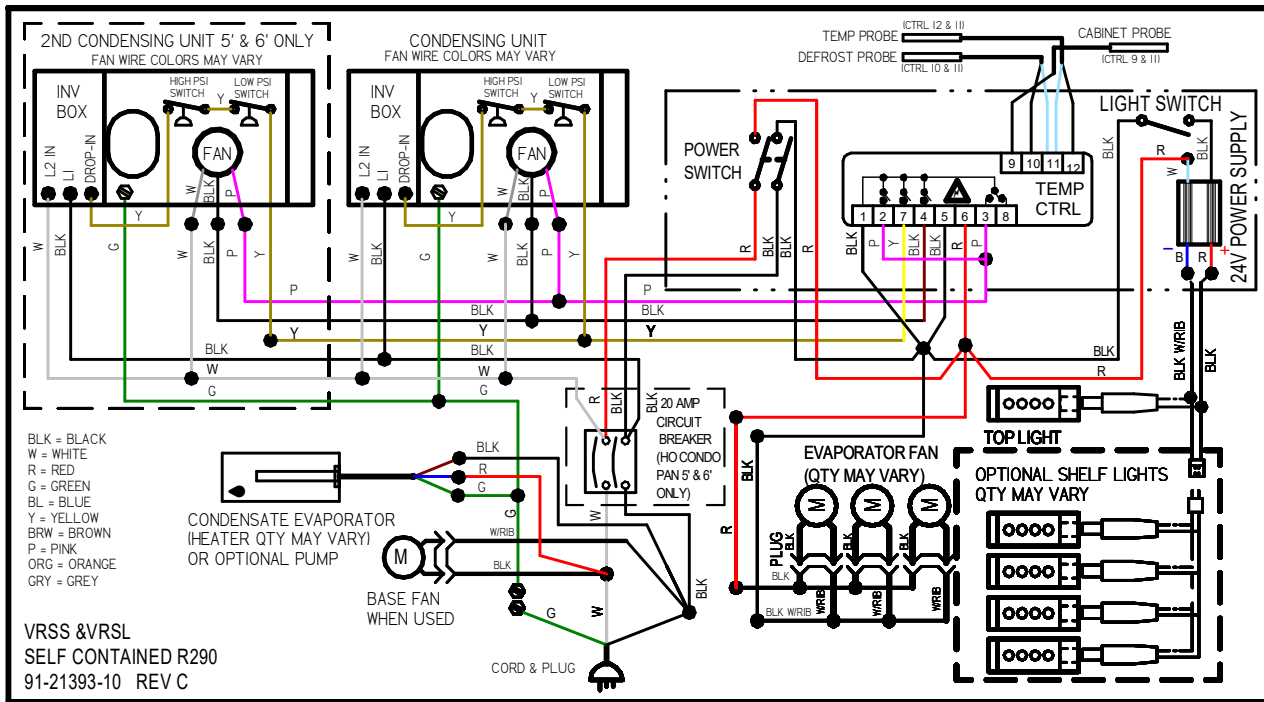 2ND CONDENSING UNIT 5' & 6' ONLY
FAN WIRE COLORS MAY VARY
INV
BOX
HIGH PSI
SWITCH
LOW PSI
SWITCH
Y
FAN
L2 IN
L1
DROP-IN
W
BLK
P
Y
W
BLK
G
W
BLK
P
Y
CONDENSING UNIT
FAN WIRE COLORS MAY VARY
INV
BOX
HIGH PSI
SWITCH
LOW PSI
SWITCH
Y
FAN
L2 IN
L1
DROP-IN
W
BLK
P
Y
W
BLK
G
W
BLK
P
Y
P
BLK
Y
BLK
W
G
P
BLK
Y
BLK
W
G
P
BLK
Y
TEMP PROBE
(CTRL 12 & 11)
DEFROST PROBE
(CTRL 10 & 11)
CABINET PROBE
(CTRL 9 & 11)
POWER
SWITCH
R
BLK
BLK
R
9 10 11 12
TEMP
CTRL
1 2 7 4 5 6 3 8
BLK
P
Y
BLK
BLK
R
P
LIGHT SWITCH
BLK
R
W
BLK
24V POWER SUPPLY
–
+
B
R
BLK
R
BLK W/RIB
BLK
R
BLK
BLK
20 AMP
CIRCUIT
BREAKER
(HO CONDO
PAN 5' & 6'
ONLY)
BLK = BLACK
W = WHITE
R = RED
G = GREEN
BL = BLUE
Y = YELLOW
BRW = BROWN
P = PINK
ORG = ORANGE
GRY = GREY
BLK
R
G
CONDENSATE EVAPORATOR
(HEATER QTY MAY VARY)
OR OPTIONAL PUMP
G
W
M
W/RIB
BLK
BASE FAN
WHEN USED
G
W
BLK
CORD & PLUG
R
BLK
EVAPORATOR FAN
(QTY MAY VARY)
M
M
M
PLUG
BLK
BLK
BLK
BLK
BLK W/RIB
W/RIB
W/RIB
W/RIB
TOP LIGHT
OPTIONAL SHELF LIGHTS
QTY MAY VARY
VRSS &VRSL
SELF CONTAINED R290
91-21393-10 REV C